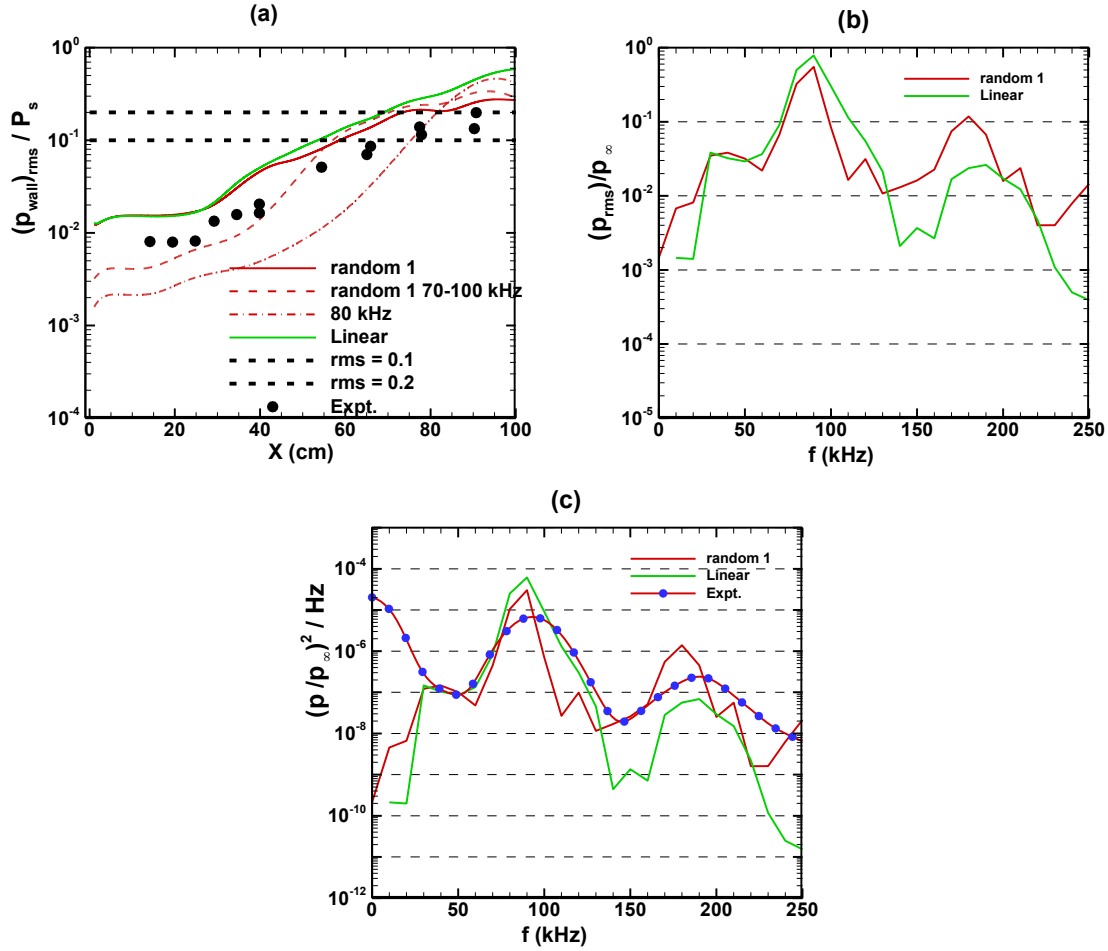 (a)
(p_wall)_rms / P_s
10^0
10^-1
10^-2
10^-3
10^-4
0 20 40 60 80 100
X (cm)
random 1
random 1 70-100 kHz
80 kHz
Linear
rms = 0.1
rms = 0.2
Expt.
(b)
(p_rms)/p_∞
10^0
10^-1
10^-2
10^-3
10^-4
10^-5
0 50 100 150 200 250
f (kHz)
random 1
Linear
(c)
(p/p_∞)^2 / Hz
10^-4
10^-6
10^-8
10^-10
10^-12
0 50 100 150 200 250
f (kHz)
random 1
Linear
Expt.